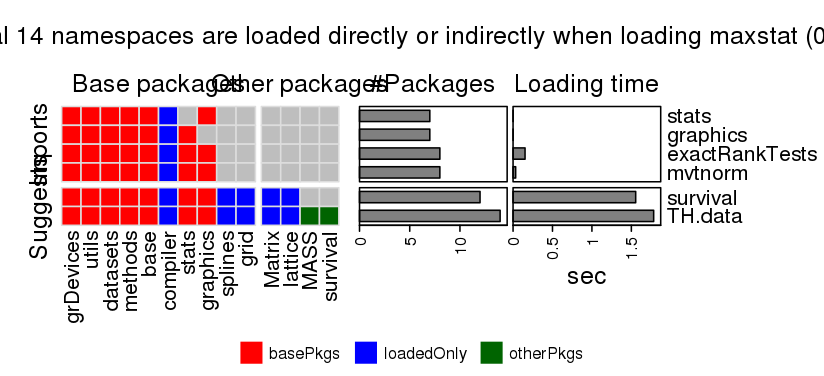 al 14 namespaces are loaded directly or indirectly when loading maxstat (0
Base packages
Other packages
#Packages
Loading time
Imports
Suggests
stats
graphics
exactRankTests
mvtnorm
survival
TH.data
grDevices
utils
datasets
methods
base
compiler
stats
graphics
splines
grid
Matrix
lattice
MASS
survival
0
5
10
0
0.5
1
1.5
sec
basePkgs
loadedOnly
otherPkgs